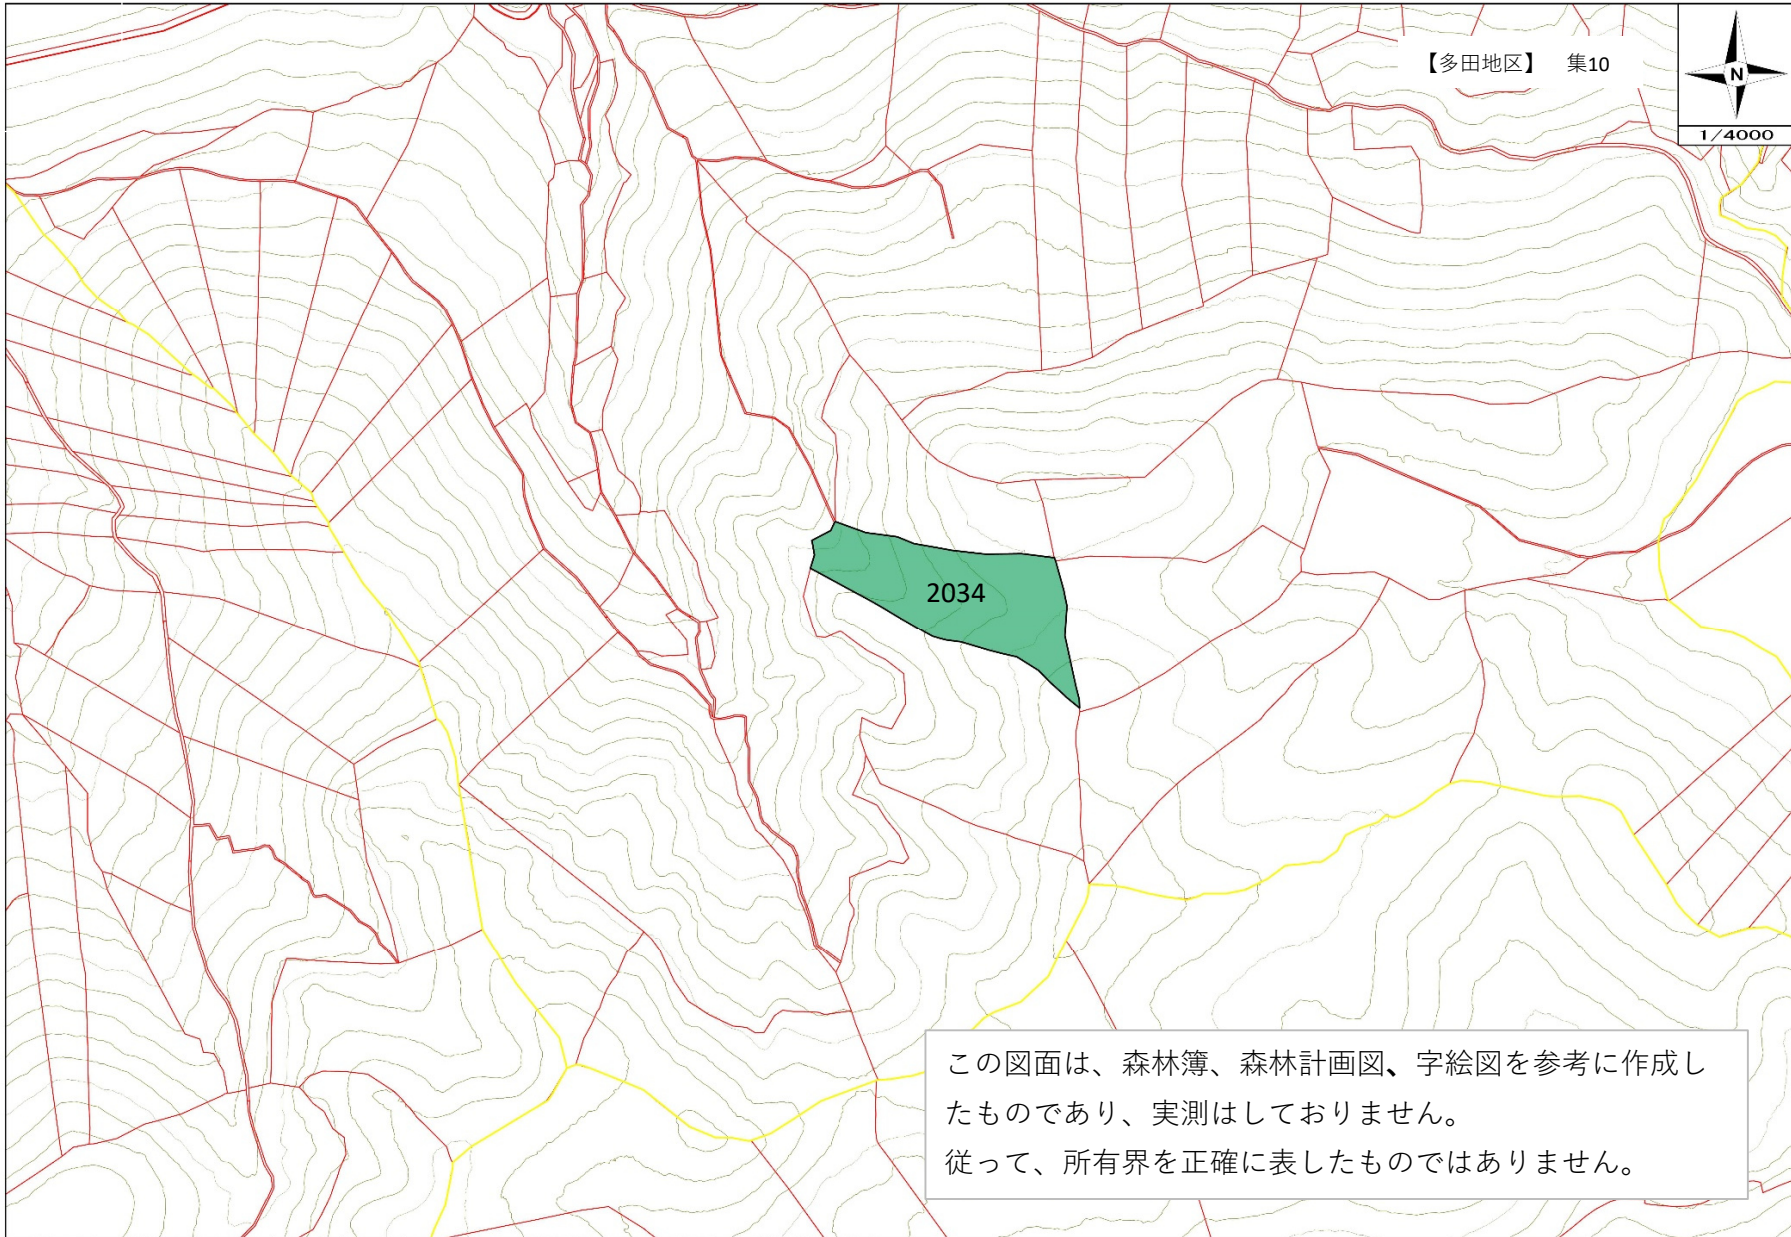 【多田地区】　集10
N
1/4000
2034
この図面は、森林簿、森林計画図、字絵図を参考に作成し
たものであり、実測はしておりません。
従って、所有界を正確に表したものではありません。